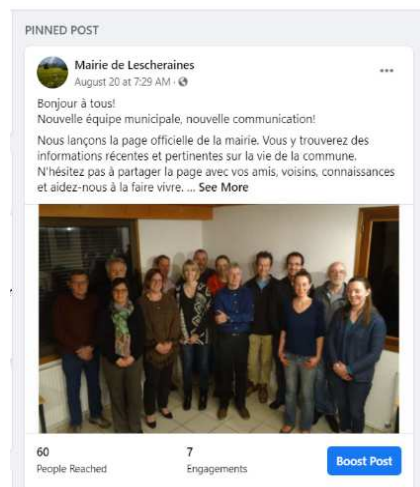 PINNED POST
Mairie de Lescheraines
August 20 at 7:29 AM ·
Bonjour à tous!
Nouvelle équipe municipale, nouvelle communication!
Nous lançons la page officielle de la mairie. Vous y trouverez des
informations récentes et pertinentes sur la vie de la commune.
N'hésitez pas à partager la page avec vos amis, voisins, connaissances
et aidez-nous à la faire vivre. ... See More
60
People Reached
7
Engagements
Boost Post